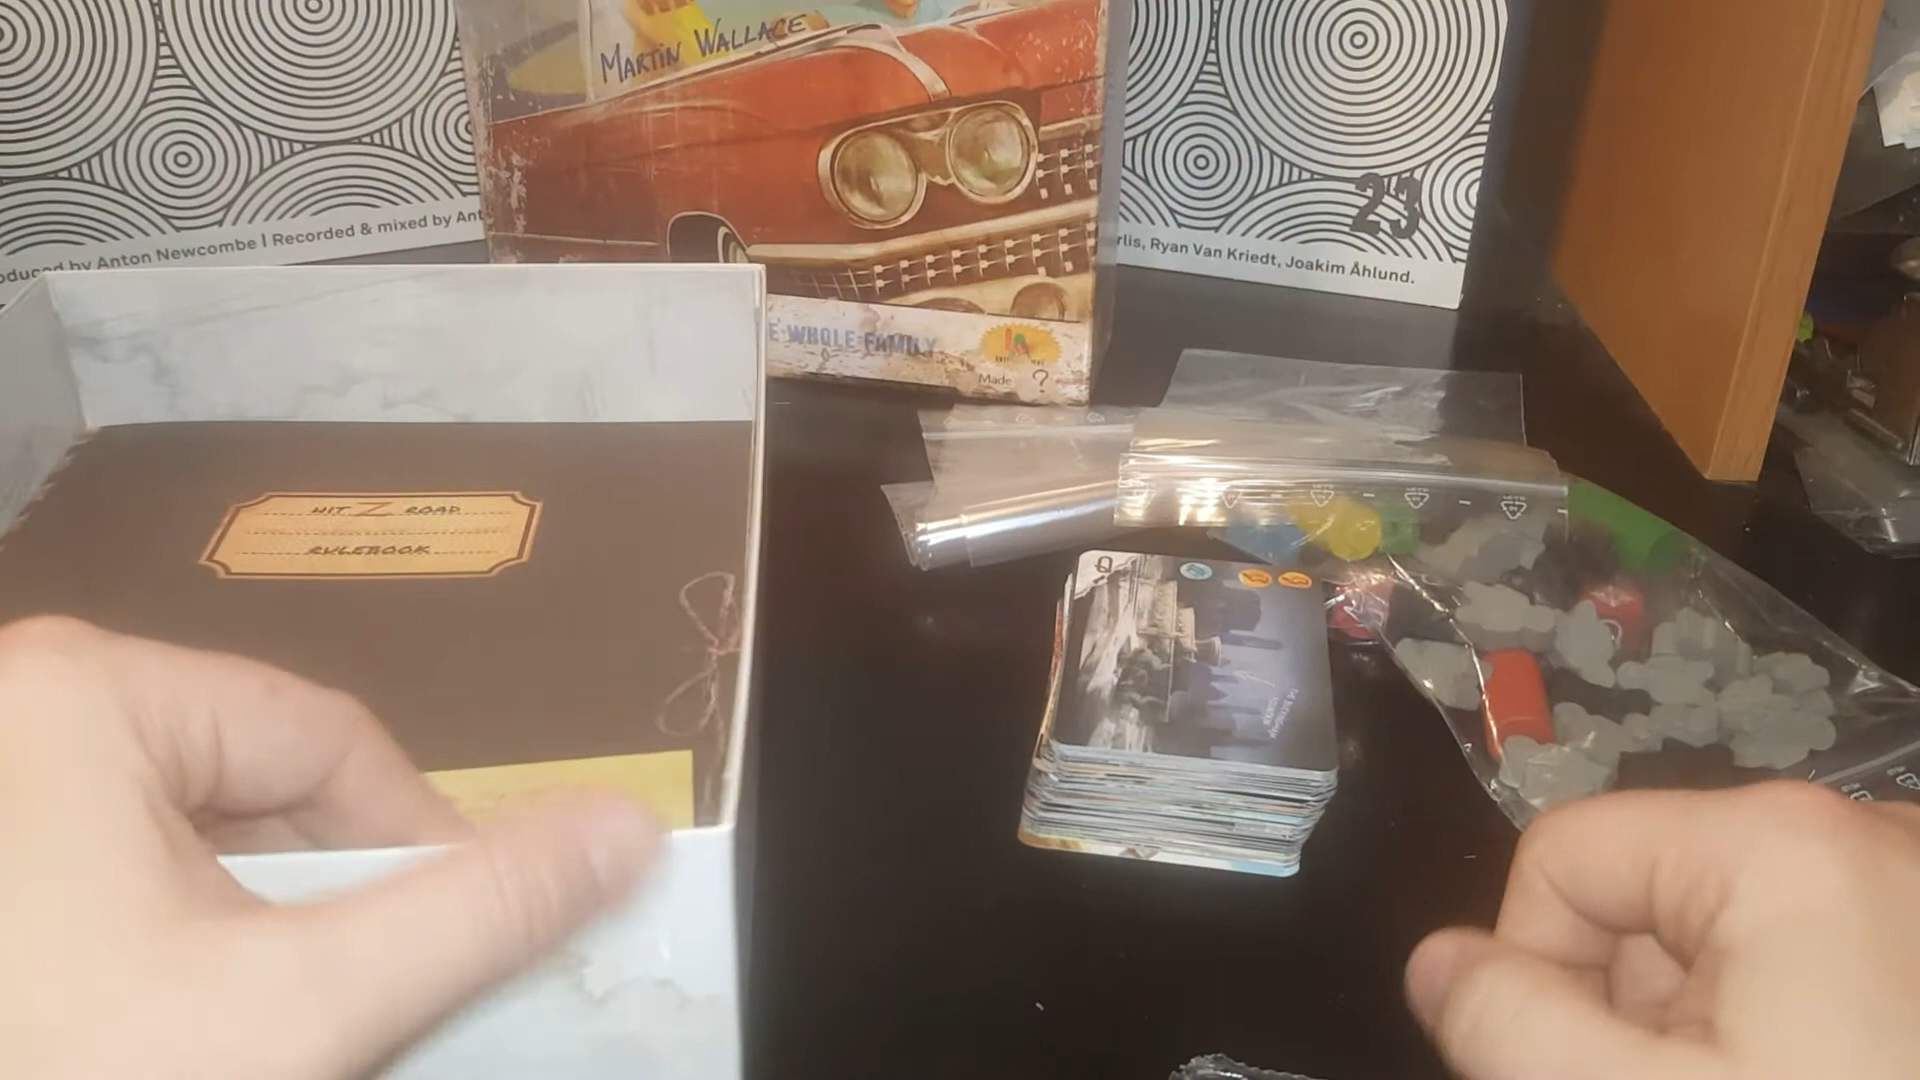 MARTIN WALLACE
23
oduced by Anton Newcombe | Recorded & mixed by Ant
rlis, Ryan Van Kriedt, Joakim Åhlund.
E WHOLE FAMILY
Made ?
HIT Z ROAD
RULEBOOK
Q